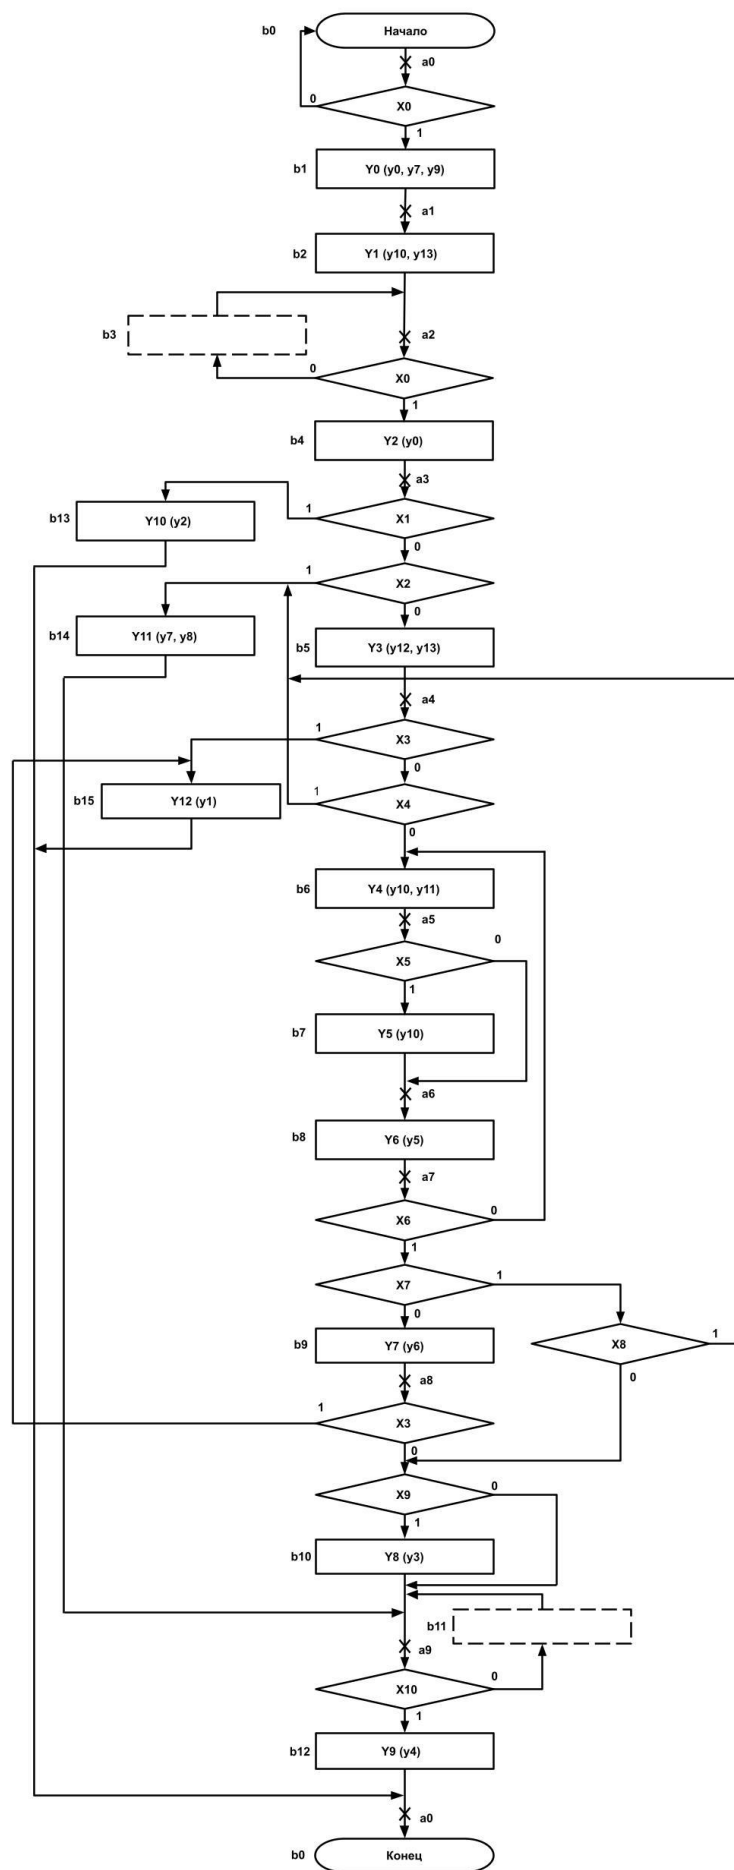 b0 Начало
a0
0 X0
1
b1 Y0 (y0, y7, y9)
a1
b2 Y1 (y10, y13)
b3
a2
0 X0
1
b4 Y2 (y0)
a3
b13 Y10 (y2) 1 X1
0
1 X2
0
b14 Y11 (y7, y8) b5 Y3 (y12, y13)
a4
1 X3
0
b15 Y12 (y1) 1 X4
0
b6 Y4 (y10, y11)
a5
X5 0
1
b7 Y5 (y10)
a6
b8 Y6 (y5)
a7
X6 0
1
X7 1
0
b9 Y7 (y6) X8 1
0
a8
1 X3
0
X9 0
1
b10 Y8 (y3)
b11
a9
X10 0
1
b12 Y9 (y4)
a0
b0 Конец